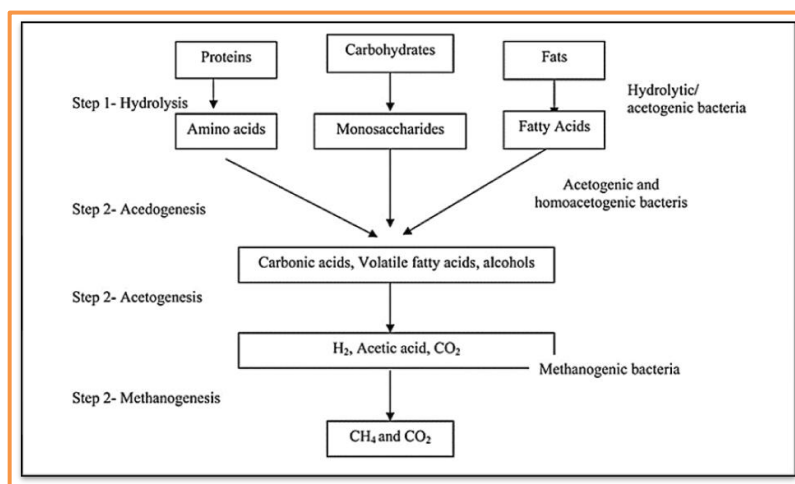 Proteins
Carbohydrates
Fats
Step 1- Hydrolysis
Hydrolytic/
acetogenic bacteria
Amino acids
Monosaccharides
Fatty Acids
Acetogenic and
homoacetogenic bacteris
Step 2- Acedogenesis
Carbonic acids, Volatile fatty acids, alcohols
Step 2- Acetogenesis
H₂, Acetic acid, CO₂
Methanogenic bacteria
Step 2- Methanogenesis
CH₄ and CO₂